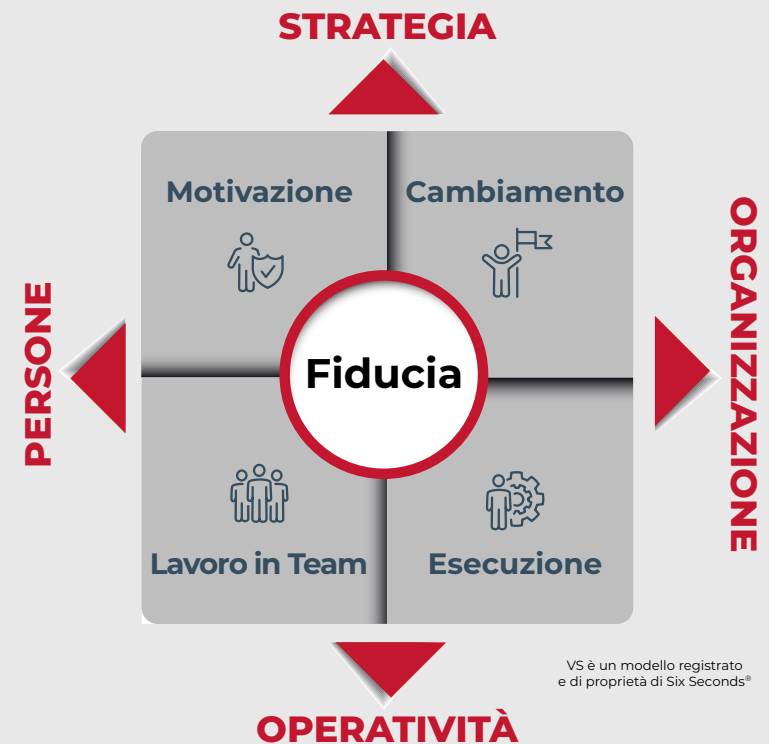 STRATEGIA
Motivazione
Cambiamento
PERSONE
Fiducia
ORGANIZZAZIONE
Lavoro in Team
Esecuzione
VS è un modello registrato
e di proprietà di Six Seconds®
OPERATIVITÀ